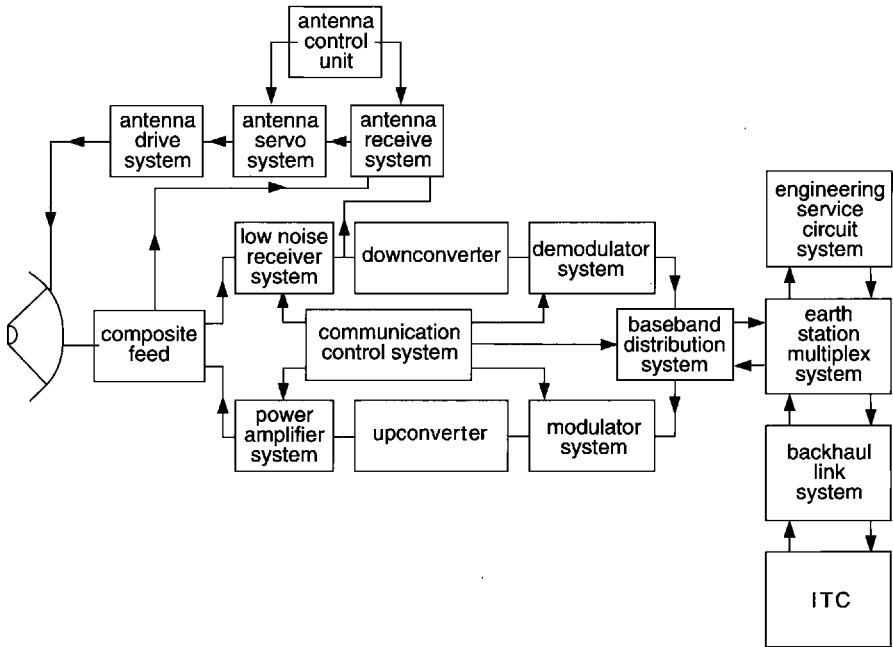 antenna
control
unit
antenna
drive
system
antenna
servo
system
antenna
receive
system
engineering
service
circuit
system
low noise
receiver
system
downconverter
demodulator
system
composite
feed
communication
control system
baseband
distribution
system
earth
station
multiplex
system
power
amplifier
system
upconverter
modulator
system
backhaul
link
system
ITC